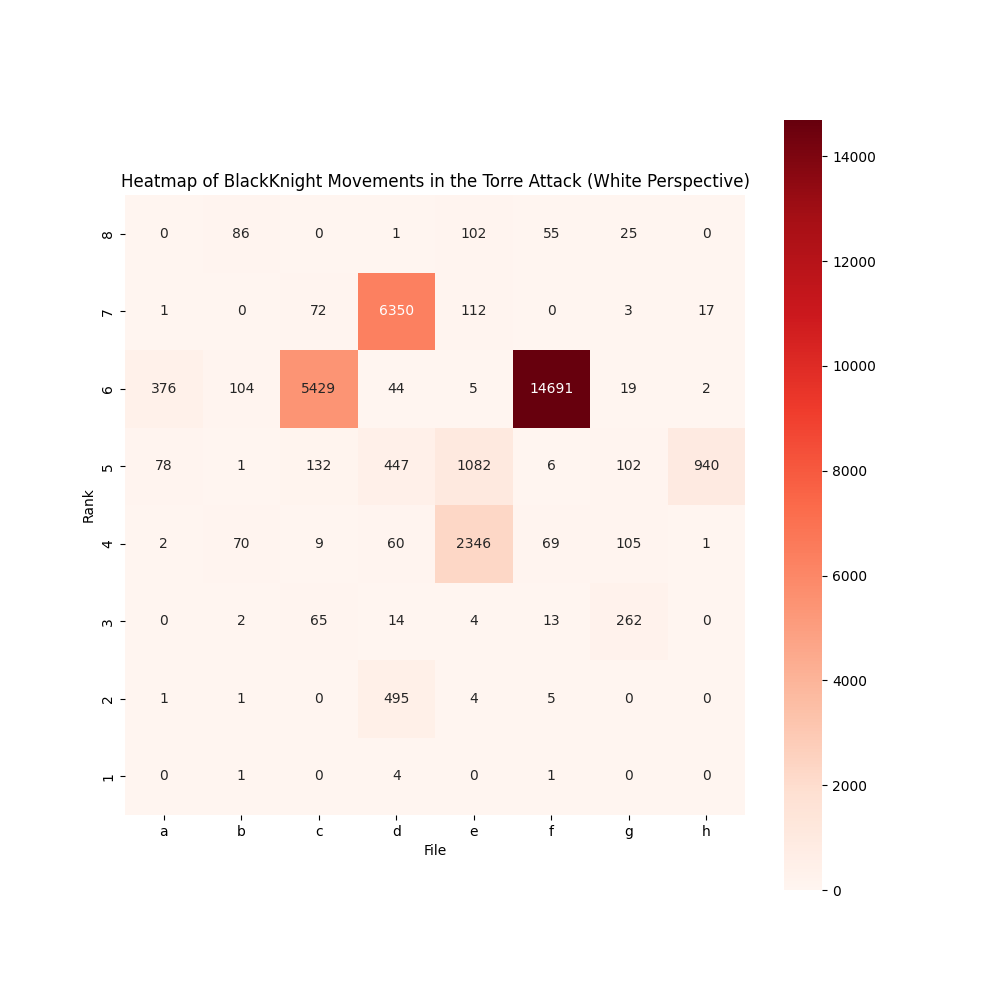 Heatmap of BlackKnight Movements in the Torre Attack (White Perspective)
8 0 86 0 1 102 55 25 0
7 1 0 72 6350 112 0 3 17
6 376 104 5429 44 5 14691 19 2
5 78 1 132 447 1082 6 102 940
Rank
4 2 70 9 60 2346 69 105 1
3 0 2 65 14 4 13 262 0
2 1 1 0 495 4 5 0 0
1 0 1 0 4 0 1 0 0
a b c d e f g h
File
14000
12000
10000
8000
6000
4000
2000
0